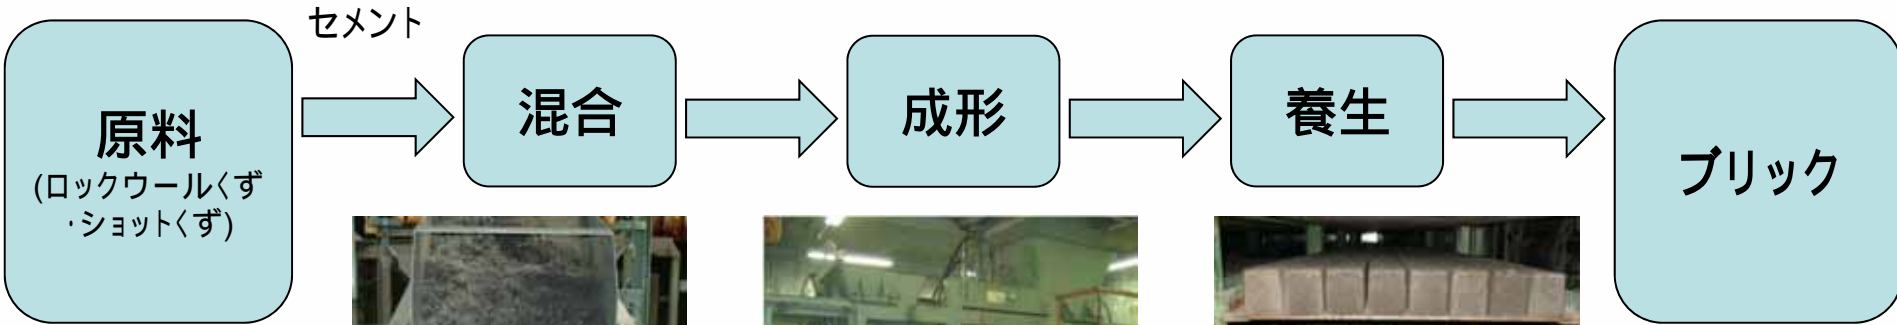 セメント
原料
(ロックウールくず
・ショットくず)
混合
成形
養生
ブリック